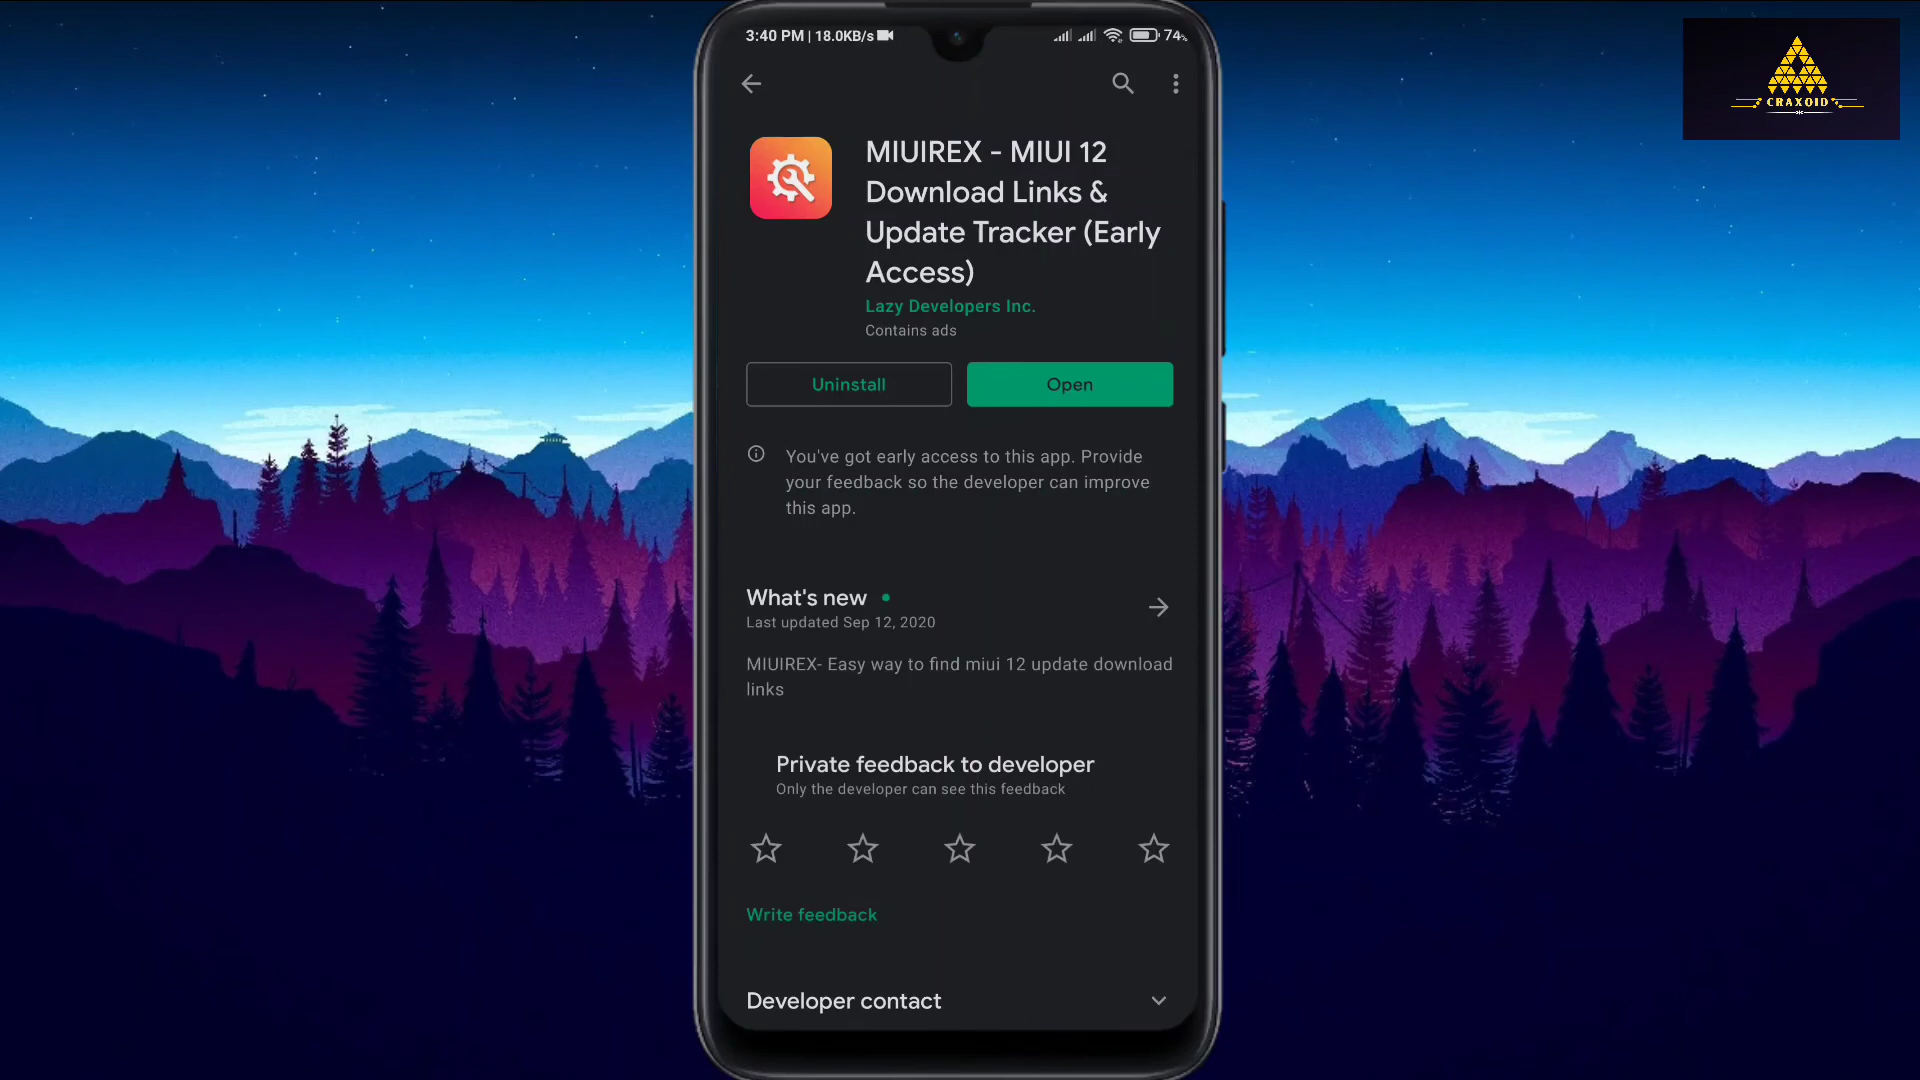 3:40 PM | 18.0KB/s
74%
CRAXOID
MIUIREX - MIUI 12
Download Links &
Update Tracker (Early
Access)
Lazy Developers Inc.
Contains ads
Uninstall
Open
You've got early access to this app. Provide
your feedback so the developer can improve
this app.
What's new
Last updated Sep 12, 2020
MIUIREX- Easy way to find miui 12 update download
links
Private feedback to developer
Only the developer can see this feedback
Write feedback
Developer contact